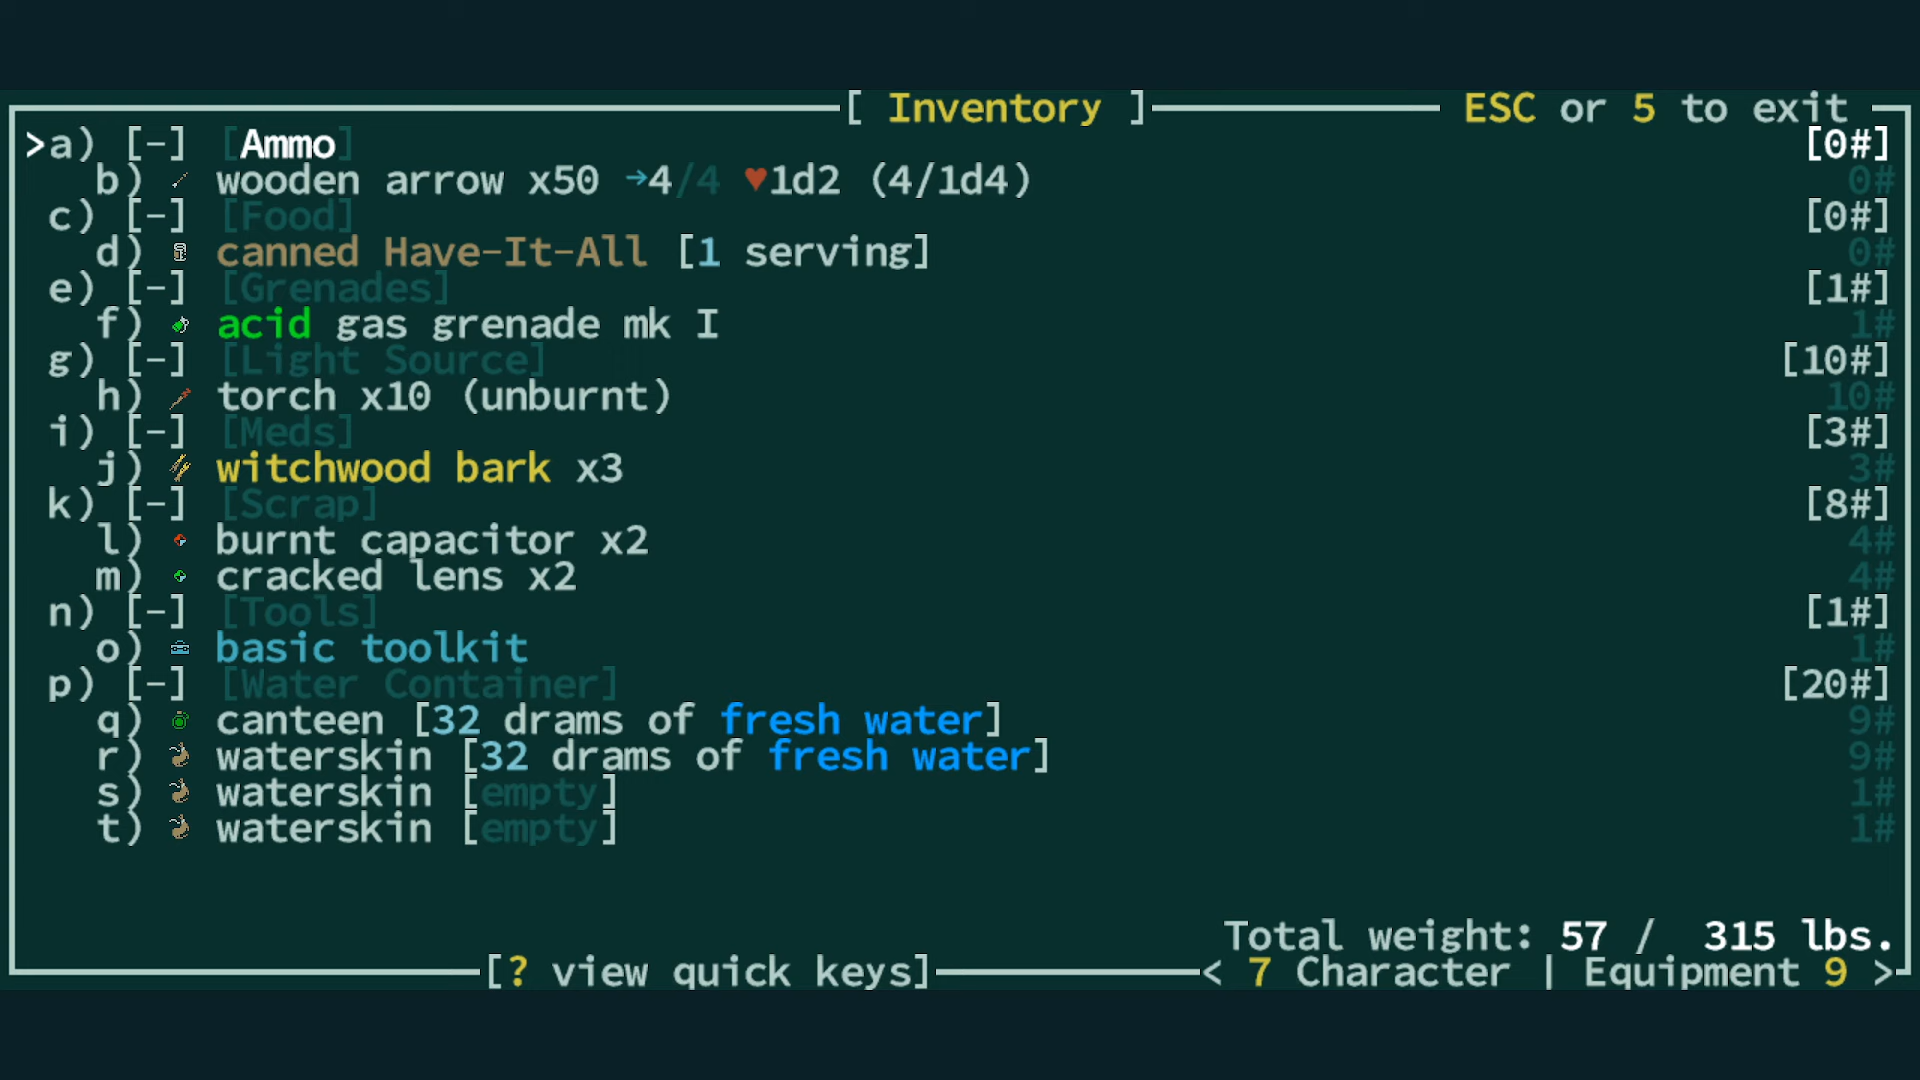 [ Inventory ] ESC or 5 to exit
>a) [-] [Ammo] [0#]
b) wooden arrow x50 →4/4 ♥1d2 (4/1d4) 0#
c) [-] [Food] [0#]
d) canned Have-It-All [1 serving] 0#
e) [-] [Grenades] [1#]
f) acid gas grenade mk I 1#
g) [-] [Light Source] [10#]
h) torch x10 (unburnt) 10#
i) [-] [Meds] [3#]
j) witchwood bark x3 3#
k) [-] [Scrap] [8#]
l) burnt capacitor x2 4#
m) cracked lens x2 4#
n) [-] [Tools] [1#]
o) basic toolkit 1#
p) [-] [Water Container] [20#]
q) canteen [32 drams of fresh water] 9#
r) waterskin [32 drams of fresh water] 9#
s) waterskin [empty] 1#
t) waterskin [empty] 1#
Total weight: 57 / 315 lbs.
[? view quick keys] < 7 Character | Equipment 9 >